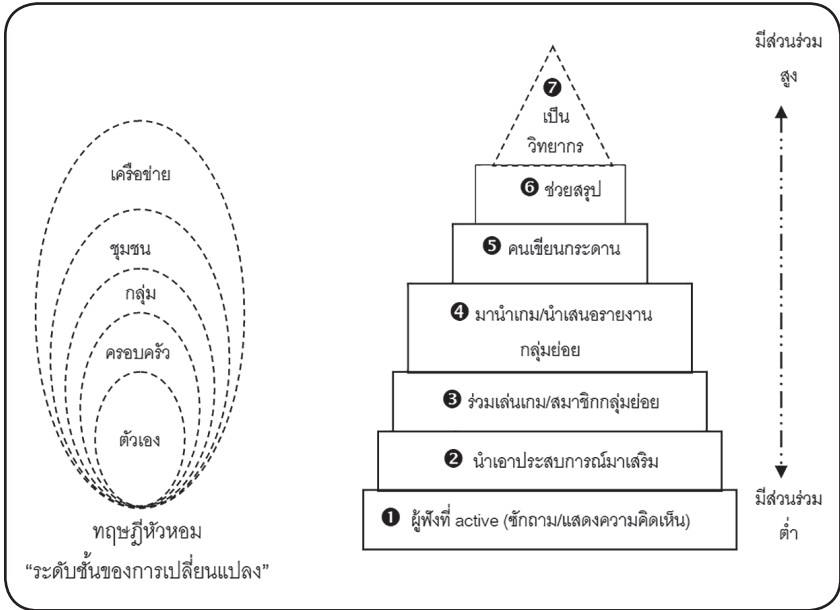 เครือข่าย
ชุมชน
กลุ่ม
ครอบครัว
ตัวเอง
ทฤษฎีหัวหอม
“ระดับชั้นของการเปลี่ยนแปลง”
❼
เป็น
วิทยากร
❻ ช่วยสรุป
❺ คนเขียนกระดาน
❹ มานำเกม/นำเสนอรายงาน
กลุ่มย่อย
❸ ร่วมเล่นเกม/สมาชิกกลุ่มย่อย
❷ นำเอาประสบการณ์มาเสริม
❶ ผู้ฟังที่ active (ซักถาม/แสดงความคิดเห็น)
มีส่วนร่วม
สูง
มีส่วนร่วม
ต่ำ